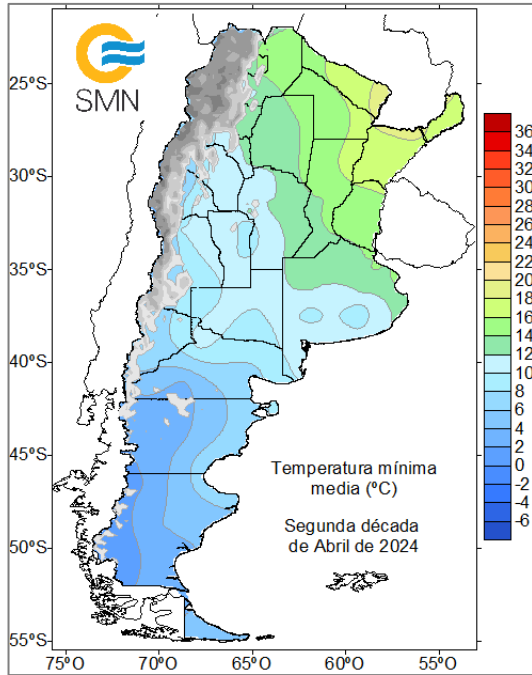 SMN
25°S
30°S
35°S
40°S
45°S
50°S
55°S
75°O
70°O
65°O
60°O
55°O
36
34
32
30
28
26
24
22
20
18
16
14
12
10
8
6
4
2
0
-2
-4
-6
Temperatura mínima
media (ºC)
Segunda década
de Abril de 2024